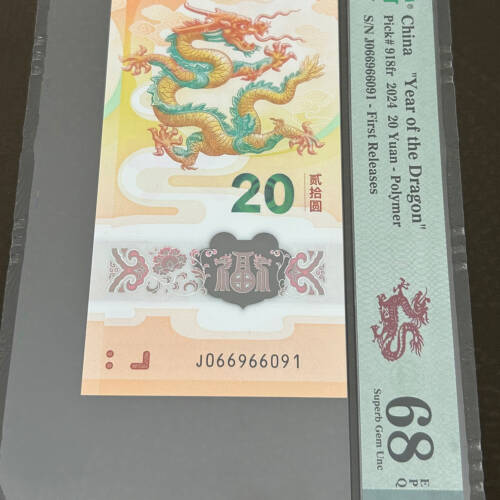 20
贰拾圆
福
J066966091
China "Year of the Dragon"
Pick# 918fr 2024 20 Yuan - Polymer
S/N J066966091 - First Releases
68
EPQ
Superb Gem Unc